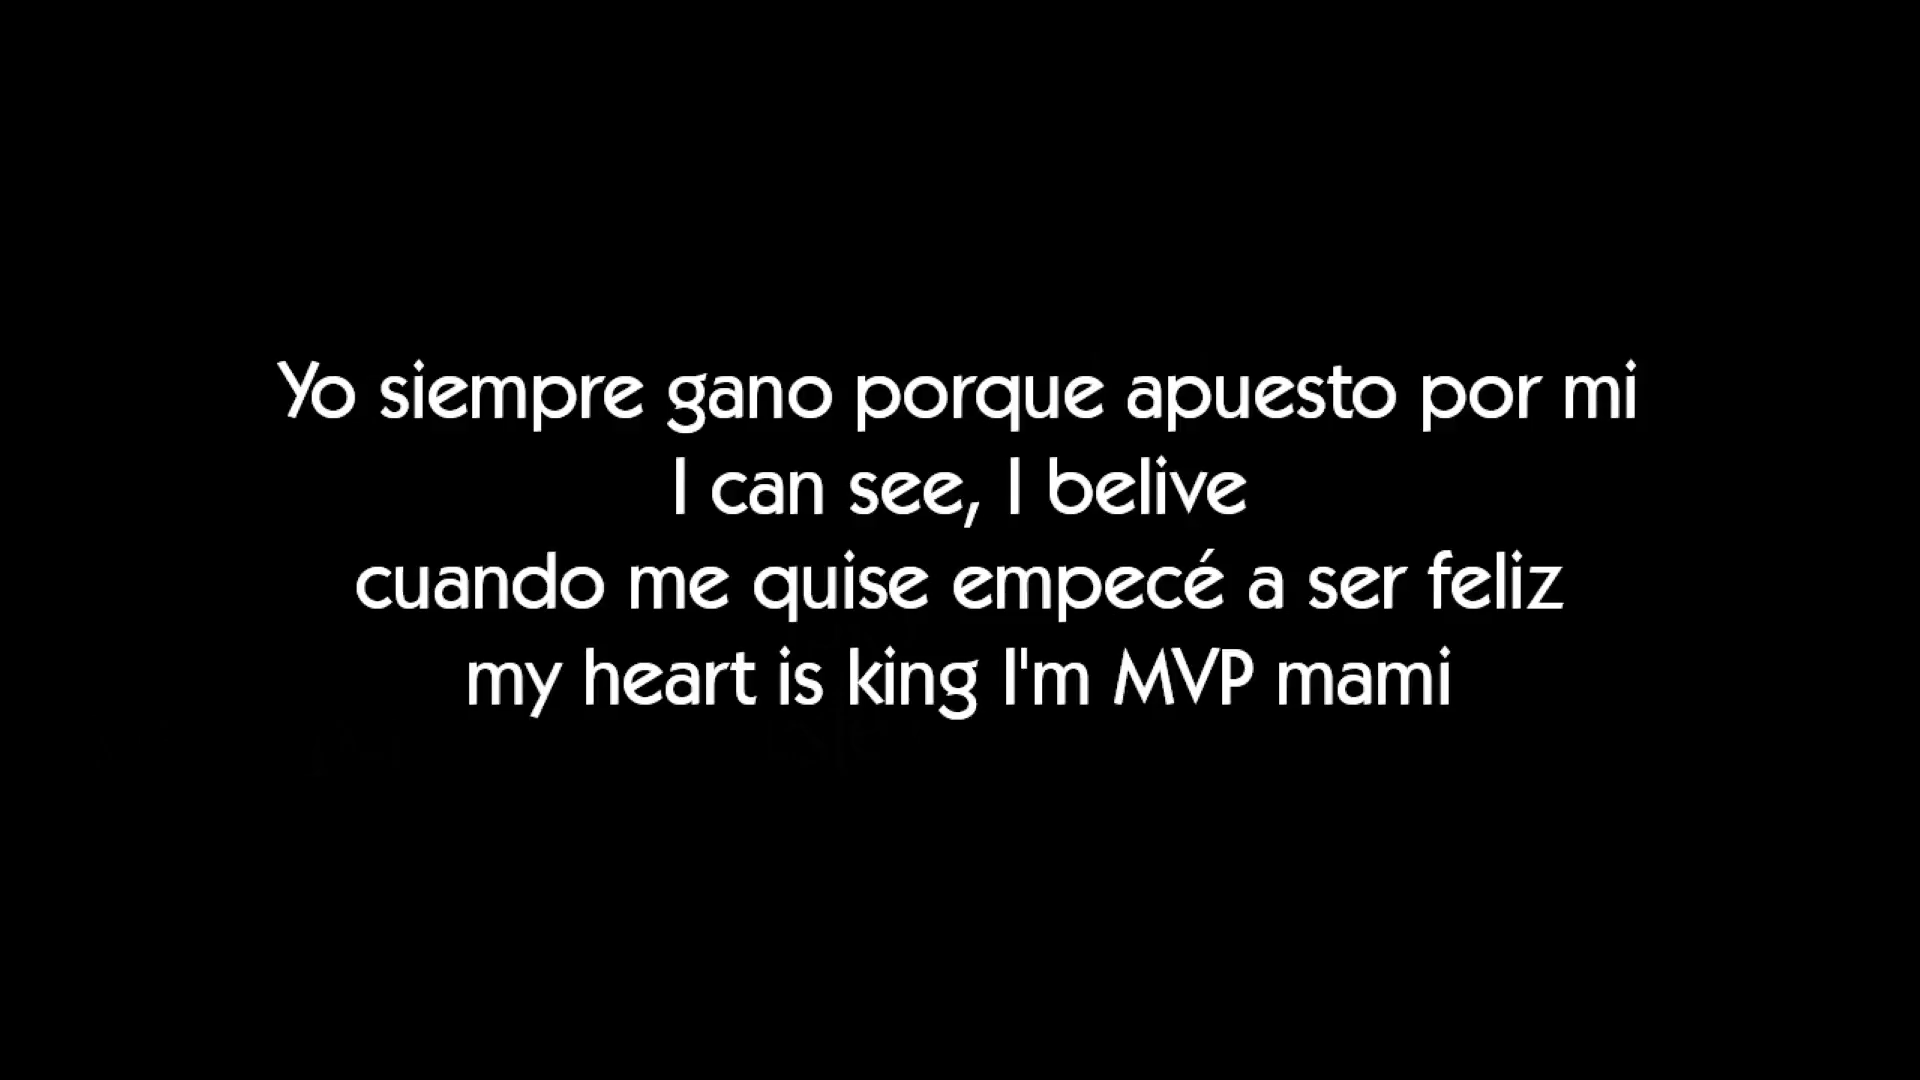 Yo siempre gano porque apuesto por mi
I can see, I belive
cuando me quise empecé a ser feliz
my heart is king I'm MVP mami